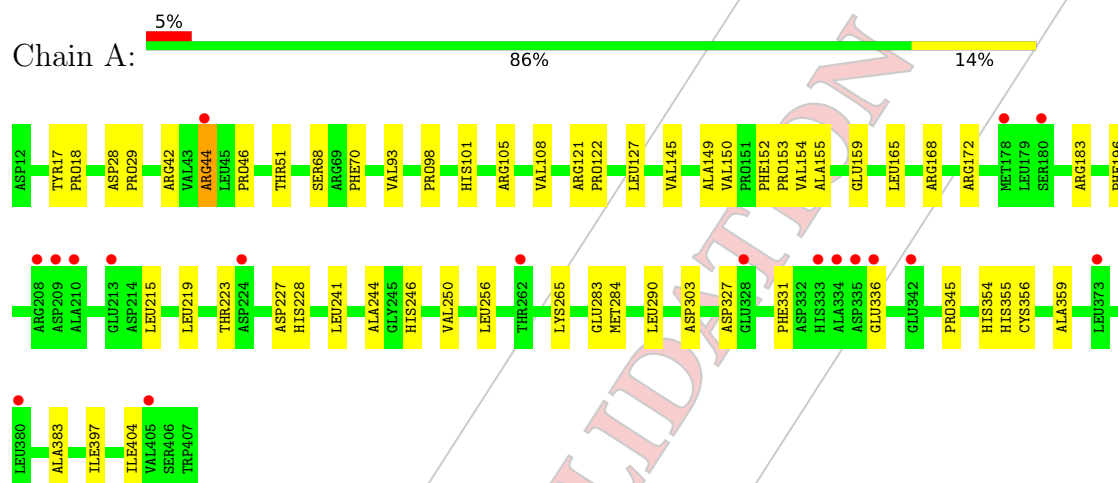 5%
Chain A:
86% 14%
ASP12 TYR17 PRO18 ASP28 PRO29 ARG42 VAL43 ARG44 LEU45 PRO46 THR51 SER68 ARG69 PHE70 VAL93 PRO98 HIS101 ARG105 VAL108 ARG121 PRO122 LEU127 VAL145 ALA149 VAL150 PRO151 PHE152 PRO153 VAL154 ALA155 GLU159 LEU165 ARG168 ARG172 MET178 LEU179 SER180 ARG183
ARG208 ASP209 ALA210 GLU213 ASP214 LEU215 LEU219 THR223 ASP224 ASP227 HIS228 LEU241 ALA244 GLY245 HIS246 VAL250 LEU256 THR262 LYS265 GLU283 MET284 LEU290 ASP303 ASP327 GLU328 PHE331 ASP332 HIS333 ALA334 ASP335 GLU336 GLU342 PRO345 HIS354 HIS355 CYS356 ALA359 LEU373
LEU380 ALA383 ILE397 ILE404 VAL405 SER406 TRP407